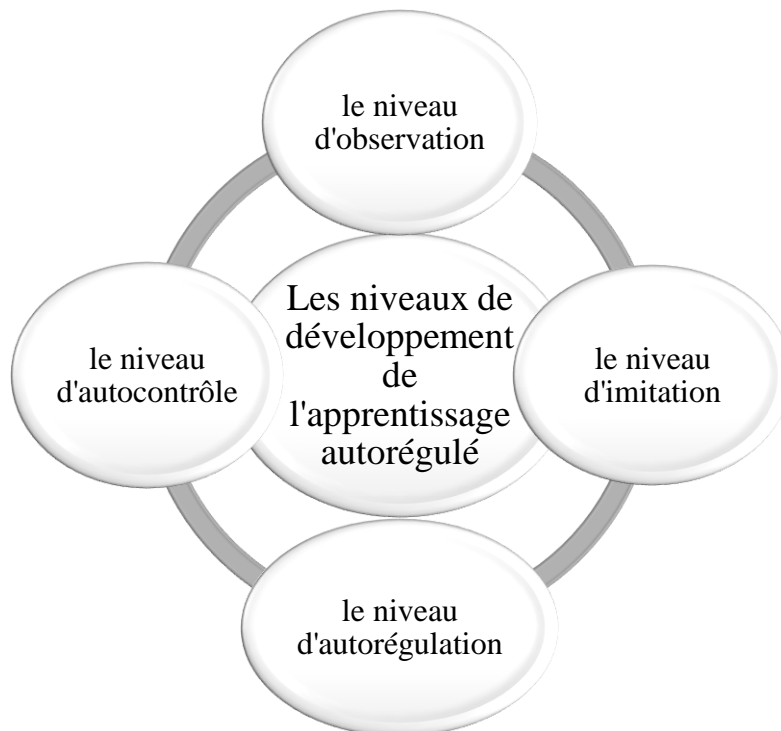 le niveau
d'observation
Les niveaux de
développement
de
l'apprentissage
autorégulé
le niveau
d'autocontrôle
le niveau
d'imitation
le niveau
d'autorégulation